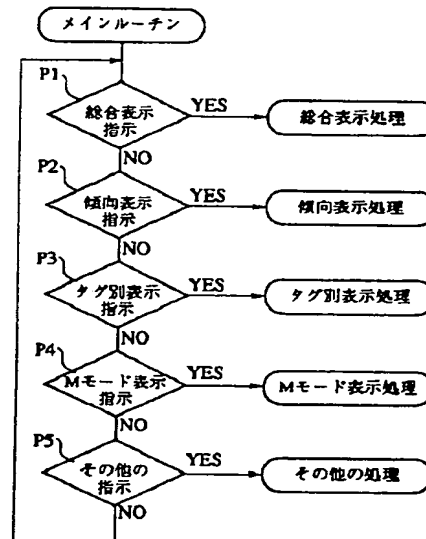 メインルーチン
P1
総合表示
指示
YES
総合表示処理
NO
P2
傾向表示
指示
YES
傾向表示処理
NO
P3
タグ別表示
指示
YES
タグ別表示処理
NO
P4
Mモード表示
指示
YES
Mモード表示処理
NO
P5
その他の
指示
YES
その他の処理
NO